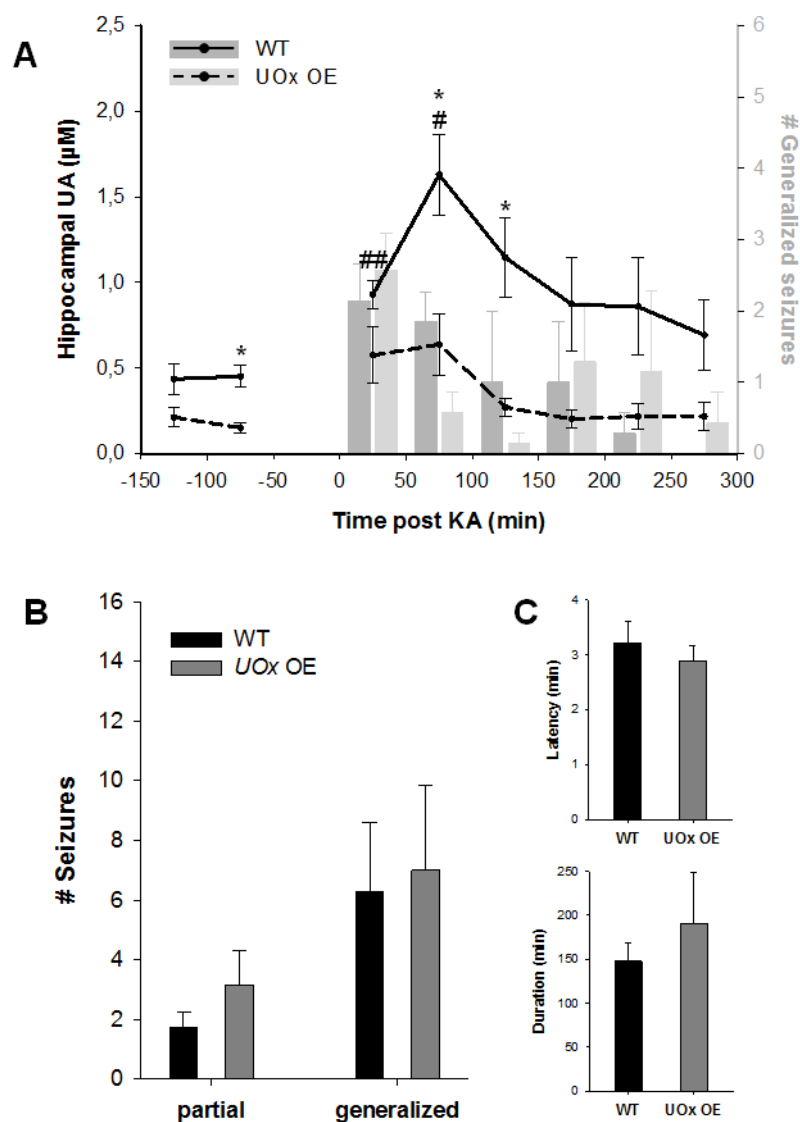 A
WT
UOx OE
Hippocampal UA (µM)
2,5
2,0
1,5
1,0
0,5
0,0
*
*
#
##
*
# Generalized seizures
6
5
4
3
2
1
0
-150 -100 -50 0 50 100 150 200 250 300
Time post KA (min)
B
WT
UOx OE
# Seizures
16
14
12
10
8
6
4
2
0
partial generalized
C
Latency (min)
4
3
2
1
0
WT UOx OE
Duration (min)
250
200
150
100
50
0
WT UOx OE